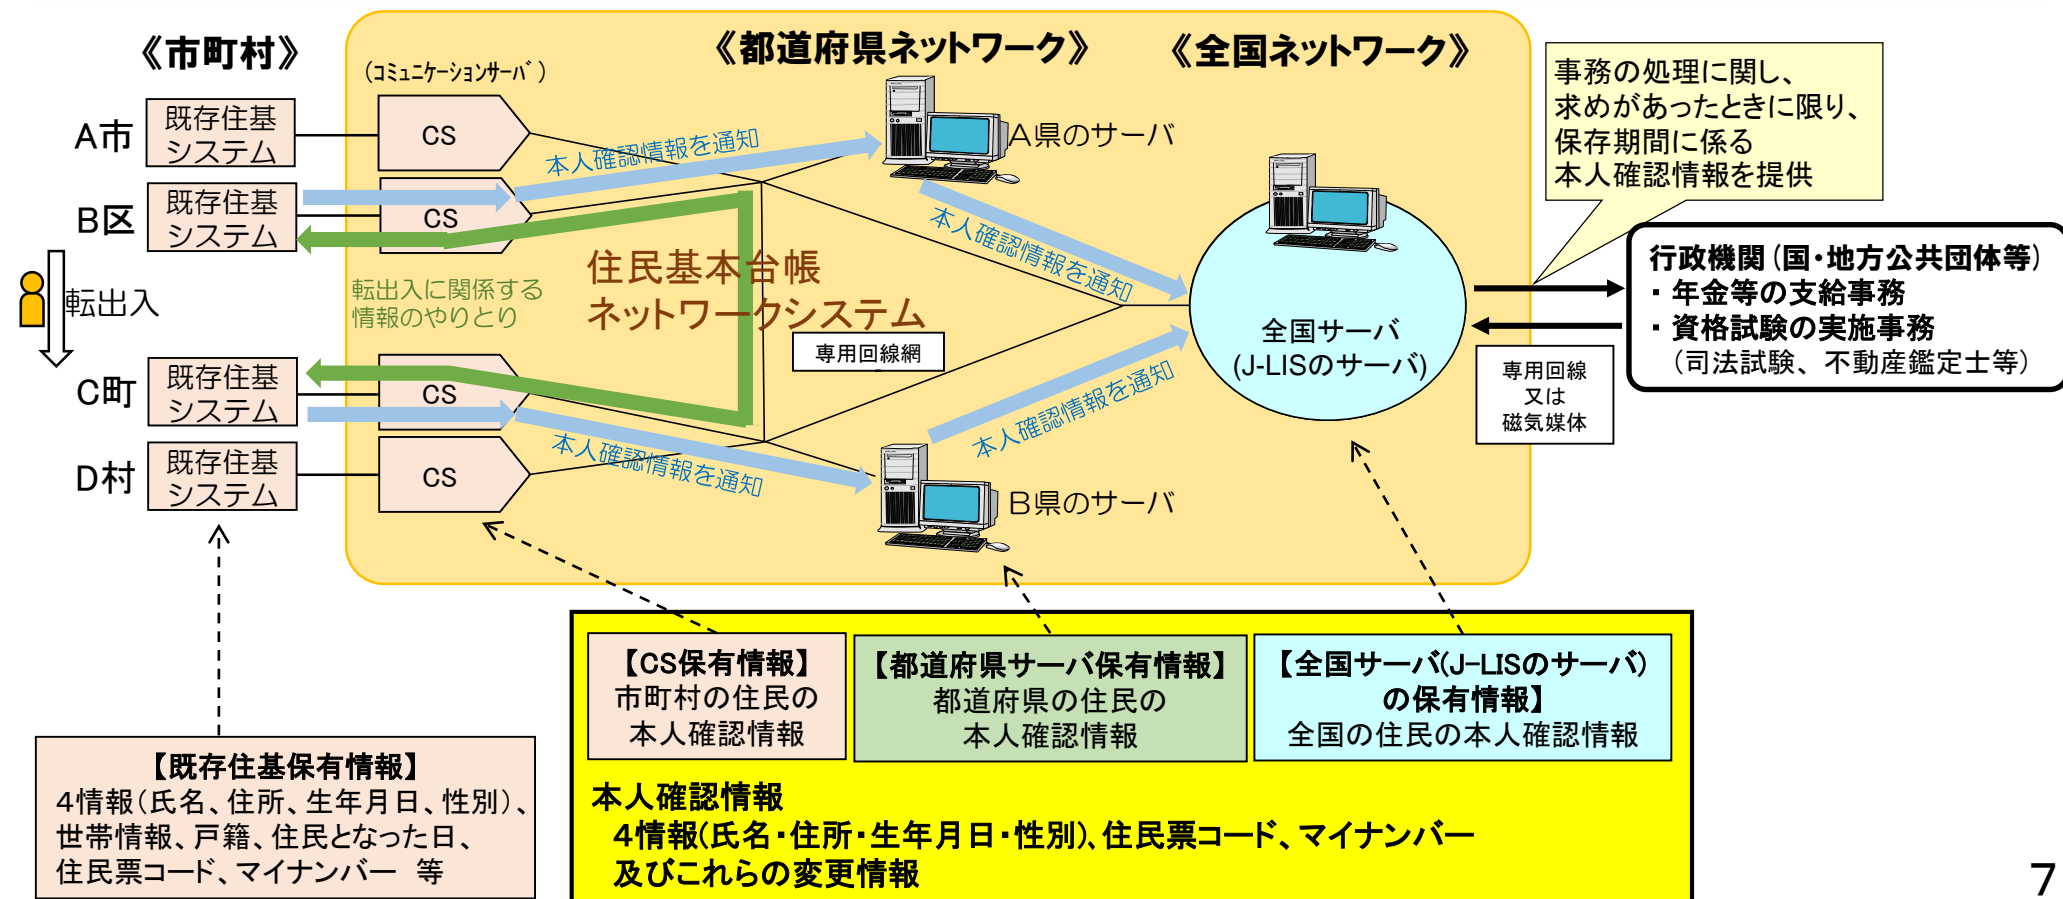 《市町村》
《都道府県ネットワーク》
《全国ネットワーク》
(ｺﾐｭﾆｹｰｼｮﾝｻｰﾊﾞ)
A市
既存住基
システム
CS
B区
既存住基
システム
CS
転出入
C町
既存住基
システム
CS
D村
既存住基
システム
CS
本人確認情報を通知
A県のサーバ
本人確認情報を通知
転出入に関係する
情報のやりとり
住民基本台帳
ネットワークシステム
専用回線網
本人確認情報を通知
B県のサーバ
本人確認情報を通知
全国サーバ
(J-LISのサーバ)
事務の処理に関し、
求めがあったときに限り、
保存期間に係る
本人確認情報を提供
行政機関(国・地方公共団体等)
・年金等の支給事務
・資格試験の実施事務
(司法試験、不動産鑑定士等)
専用回線
又は
磁気媒体
【既存住基保有情報】
4情報(氏名、住所、生年月日、性別)、
世帯情報、戸籍、住民となった日、
住民票コード、マイナンバー 等
【CS保有情報】
市町村の住民の
本人確認情報
【都道府県サーバ保有情報】
都道府県の住民の
本人確認情報
【全国サーバ(J-LISのサーバ)
の保有情報】
全国の住民の本人確認情報
本人確認情報
4情報(氏名・住所・生年月日・性別)、住民票コード、マイナンバー
及びこれらの変更情報
7